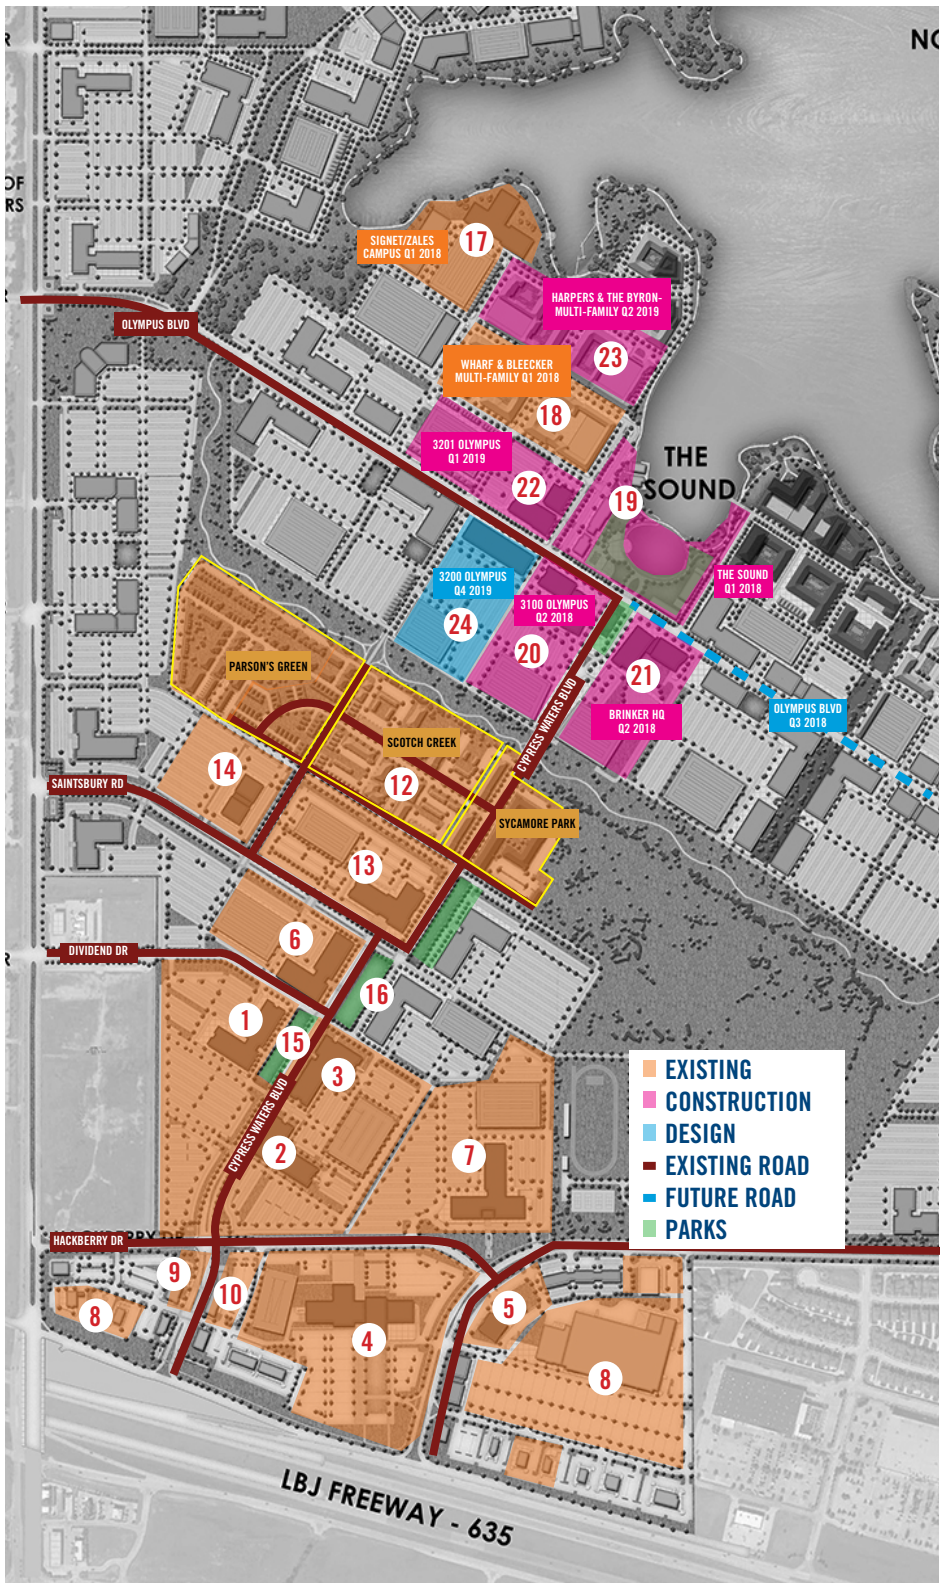 NO
OF
RS
SIGNET/ZALES
CAMPUS Q1 2018
17
HARPERS & THE BYRON-
MULTI-FAMILY Q2 2019
OLYMPUS BLVD
23
WHARF & BLEECKER
MULTI-FAMILY Q1 2018
18
3201 OLYMPUS
Q1 2019
THE
SOUND
22
19
3200 OLYMPUS
Q4 2019
THE SOUND
Q1 2018
3100 OLYMPUS
Q2 2018
24
20
PARSON'S GREEN
21
CYPRESS WATERS BLVD
BRINKER HQ
Q2 2018
OLYMPUS BLVD
Q3 2018
SCOTCH CREEK
14
SAINTSBURY RD
12
SYCAMORE PARK
13
6
DIVIDEND DR
16
1
15
3
CYPRESS WATERS BLVD
2
7
EXISTING
CONSTRUCTION
DESIGN
EXISTING ROAD
FUTURE ROAD
PARKS
HACKBERRY DR
9
10
8
5
4
8
LBJ FREEWAY - 635